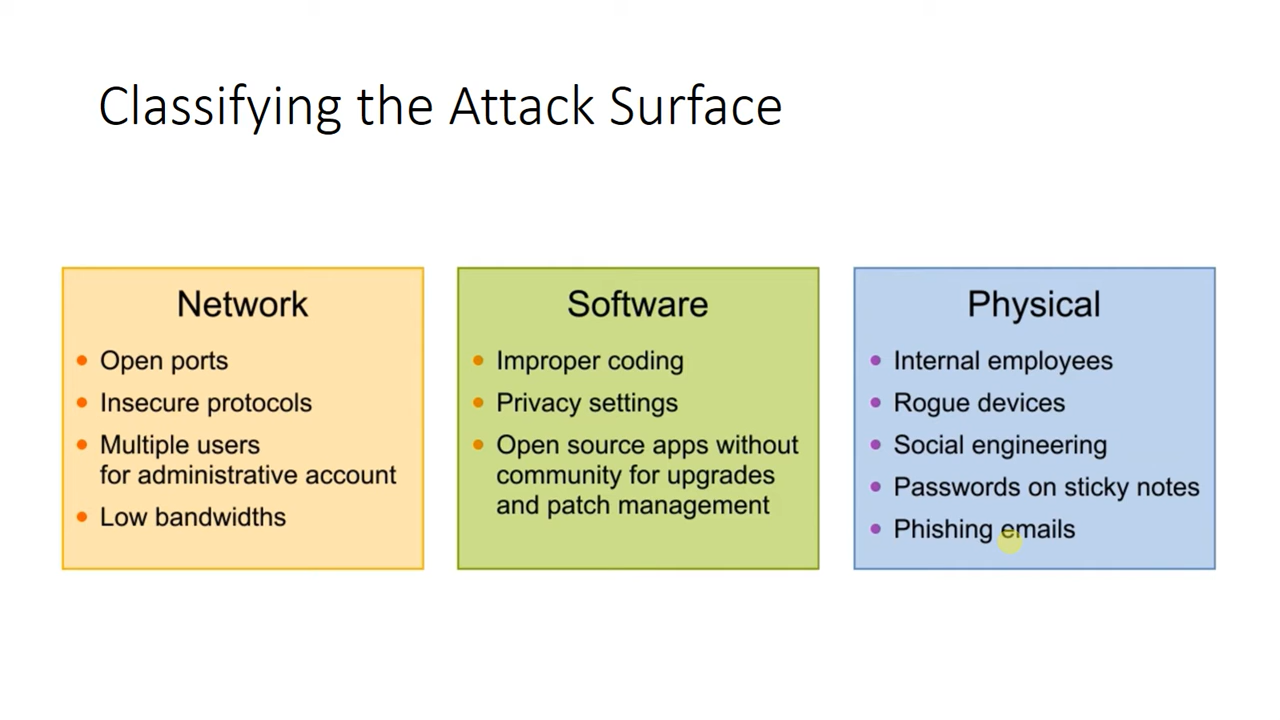 Classifying the Attack Surface
Network
Open ports
Insecure protocols
Multiple users
for administrative account
Low bandwidths
Software
Improper coding
Privacy settings
Open source apps without
community for upgrades
and patch management
Physical
Internal employees
Rogue devices
Social engineering
Passwords on sticky notes
Phishing emails